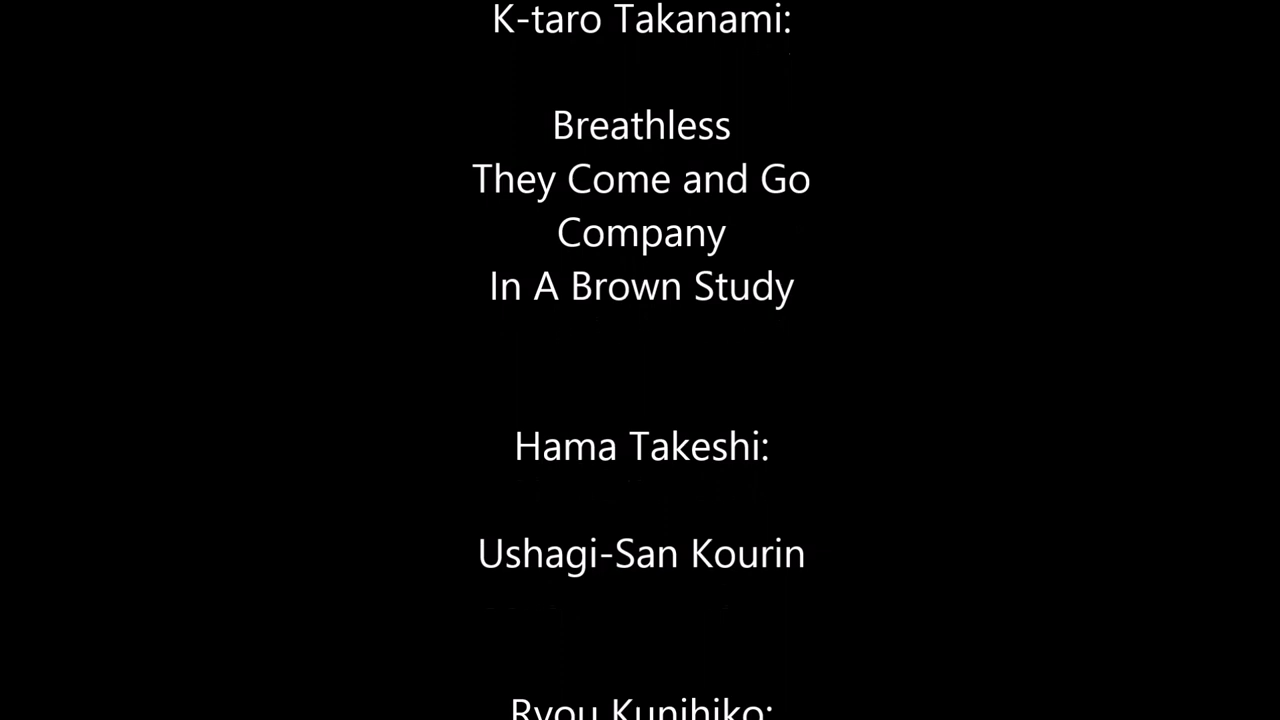 K-taro Takanami:
Breathless
They Come and Go
Company
In A Brown Study
Hama Takeshi:
Ushagi-San Kourin
Ryou Kunihiko: